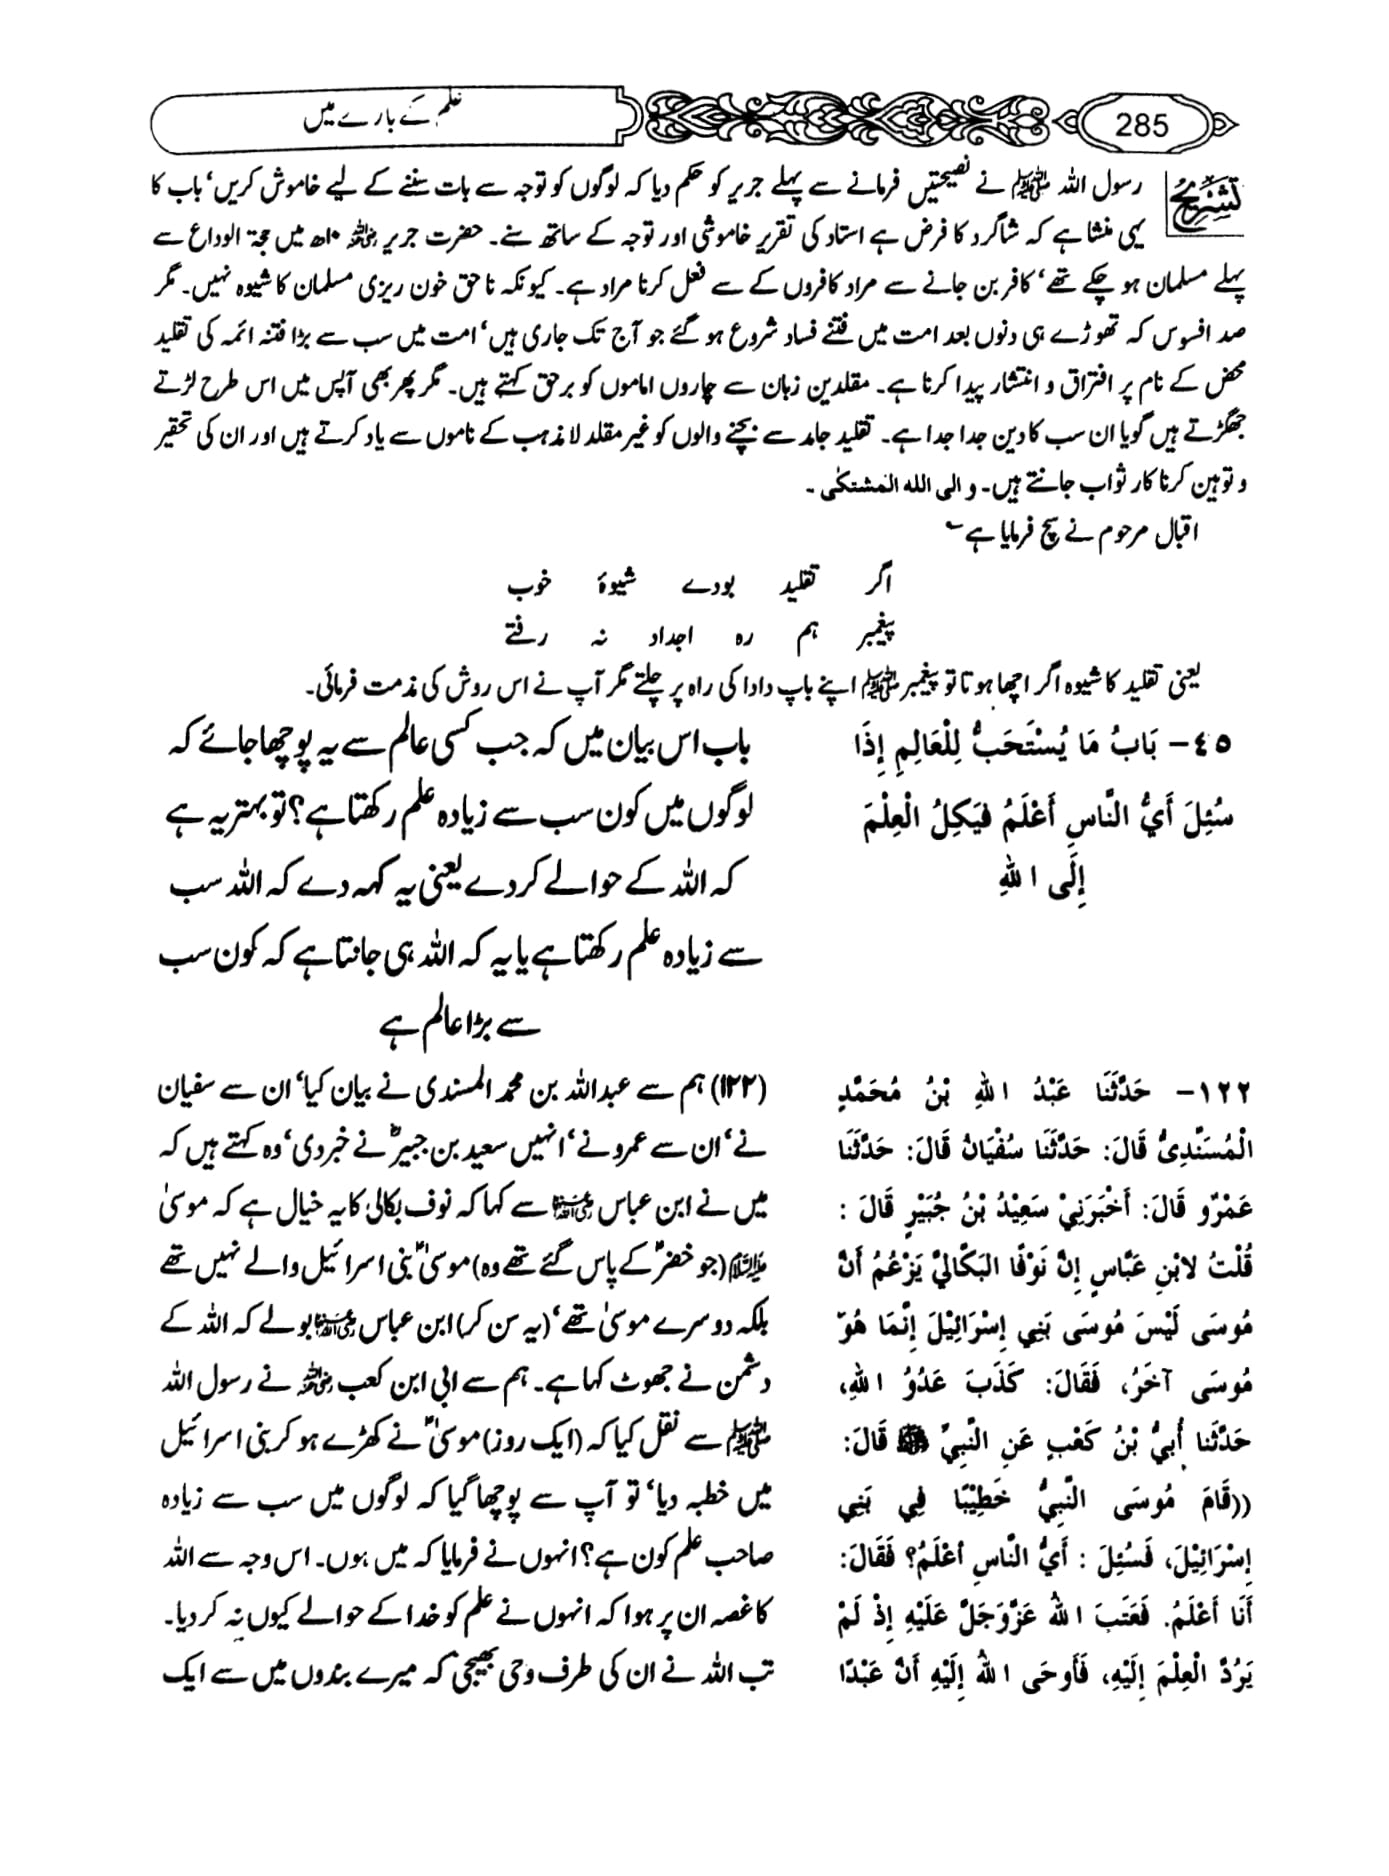 285
علم کے بارے میں
تشریح
رسول اللہ ﷺ نے نصیحتیں فرمانے سے پہلے جریر کو حکم دیا کہ لوگوں کو توجہ سے بات سننے کے لیے خاموش کریں‘ باب کا
یہی منشا ہے کہ شاگرد کا فرض ہے استاد کی تقریر خاموشی اور توجہ کے ساتھ سنے۔ حضرت جریر رضی اللہ عنہ ۱۰ھ میں حجۃ الوداع سے
پہلے مسلمان ہو چکے تھے‘ کافر بن جانے سے مراد کافروں کے سے فعل کرنا مراد ہے۔ کیونکہ ناحق خون ریزی مسلمان کا شیوہ نہیں۔ مگر
صد افسوس کہ تھوڑے ہی دنوں بعد امت میں فتنے فساد شروع ہو گئے جو آج تک جاری ہیں‘ امت میں سب سے بڑا فتنہ ائمہ کی تقلید
محض کے نام پر افتراق و انتشار پیدا کرنا ہے۔ مقلدین زبان سے چاروں اماموں کو برحق کہتے ہیں۔ مگر پھر بھی آپس میں اس طرح لڑتے
جھگڑتے ہیں گویا ان سب کا دین جدا جدا ہے۔ تقلید جامد سے بچنے والوں کو غیر مقلد لا مذہب کے ناموں سے یاد کرتے ہیں اور ان کی تحقیر
و توہین کرنا کار ثواب جانتے ہیں۔ و الی اللہ المشتکی ۔
اقبال مرحوم نے سچ فرمایا ہے ؎
اگر تقلید بودے شیوۂ خوب
پیغمبر ہم رہ اجداد نہ رفتے
یعنی تقلید کا شیوہ اگر اچھا ہوتا تو پیغمبر ﷺ اپنے باپ دادا کی راہ پر چلتے مگر آپ نے اس روش کی مذمت فرمائی۔
٤٥- بَابُ مَا يُسْتَحَبُّ لِلْعَالِمِ إِذَا
سُئِلَ أَيُّ النَّاسِ أَعْلَمُ فَيَكِلُ الْعِلْمَ
إِلَى اللهِ
باب اس بیان میں کہ جب کسی عالم سے یہ پوچھا جائے کہ
لوگوں میں کون سب سے زیادہ علم رکھتا ہے؟ تو بہتر یہ ہے
کہ اللہ کے حوالے کر دے یعنی یہ کہہ دے کہ اللہ سب
سے زیادہ علم رکھتا ہے یا یہ کہ اللہ ہی جانتا ہے کہ کون سب
سے بڑا عالم ہے
١٢٢- حَدَّثَنَا عَبْدُ اللهِ بْنُ مُحَمَّدٍ
الْمُسَنَّدِيُّ قَالَ: حَدَّثَنَا سُفْيَانُ قَالَ: حَدَّثَنَا
عَمْرٌو قَالَ: أَخْبَرَنِيْ سَعِيْدُ بْنُ جُبَيْرٍ قَالَ :
قُلْتُ لابْنِ عَبَّاسٍ إِنَّ نَوْفًا البَكَّالِيَّ يَزْعُمُ أَنَّ
مُوسَى لَيْسَ مُوسَى بَنِي إِسْرَائِيْلَ إِنَّمَا هُوَ
مُوسَى آخَرُ، فَقَالَ: كَذَبَ عَدُوُّ اللهِ،
حَدَّثَنا أُبَيُّ بْنُ كَعْبٍ عَنِ النَّبِيِّ ﷺ قَالَ:
((قَامَ مُوسَى النَّبِيُّ خَطِيْبًا فِي بَنِي
إِسْرَائِيْلَ، فَسُئِلَ : أَيُّ النَّاسِ أعْلَمُ؟ فَقَالَ:
أَنَا أَعْلَمُ. فَعَتَبَ اللهُ عَزَّوَجَلَّ عَلَيْهِ إِذْ لَمْ
يَرُدَّ الْعِلْمَ إِلَيْهِ، فَأَوحَى اللهُ إِلَيْهِ أَنَّ عَبْدًا
(۱۲۲) ہم سے عبداللہ بن محمد المسندی نے بیان کیا‘ ان سے سفیان
نے‘ ان سے عمرو نے‘ انہیں سعید بن جبیرؒ نے خبر دی‘ وہ کہتے ہیں کہ
میں نے ابن عباس رضی اللہ عنہما سے کہا کہ نوف بکالی کا یہ خیال ہے کہ موسیٰ
علیہ السلام (جو خضرؑ کے پاس گئے تھے وہ) موسیٰؑ بنی اسرائیل والے نہیں تھے
بلکہ دوسرے موسیٰ تھے‘ (یہ سن کر) ابن عباس رضی اللہ عنہما بولے کہ اللہ کے
دشمن نے جھوٹ کہا ہے۔ ہم سے ابی ابن کعب رضی اللہ عنہ نے رسول اللہ
ﷺ سے نقل کیا کہ (ایک روز) موسیٰؑ نے کھڑے ہو کر بنی اسرائیل
میں خطبہ دیا‘ تو آپ سے پوچھا گیا کہ لوگوں میں سب سے زیادہ
صاحب علم کون ہے؟ انہوں نے فرمایا کہ میں ہوں۔ اس وجہ سے اللہ
کا غصہ ان پر ہوا کہ انہوں نے علم کو خدا کے حوالے کیوں نہ کر دیا۔
تب اللہ نے ان کی طرف وحی بھیجی کہ میرے بندوں میں سے ایک